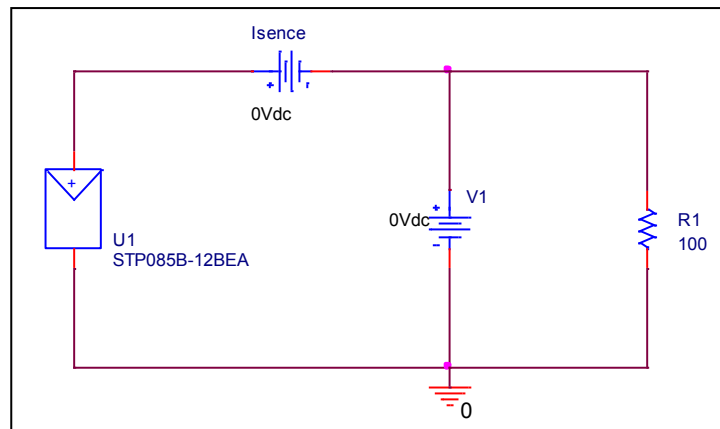 Isence
0Vdc
V1
0Vdc
R1
100
U1
STP085B-12BEA
0